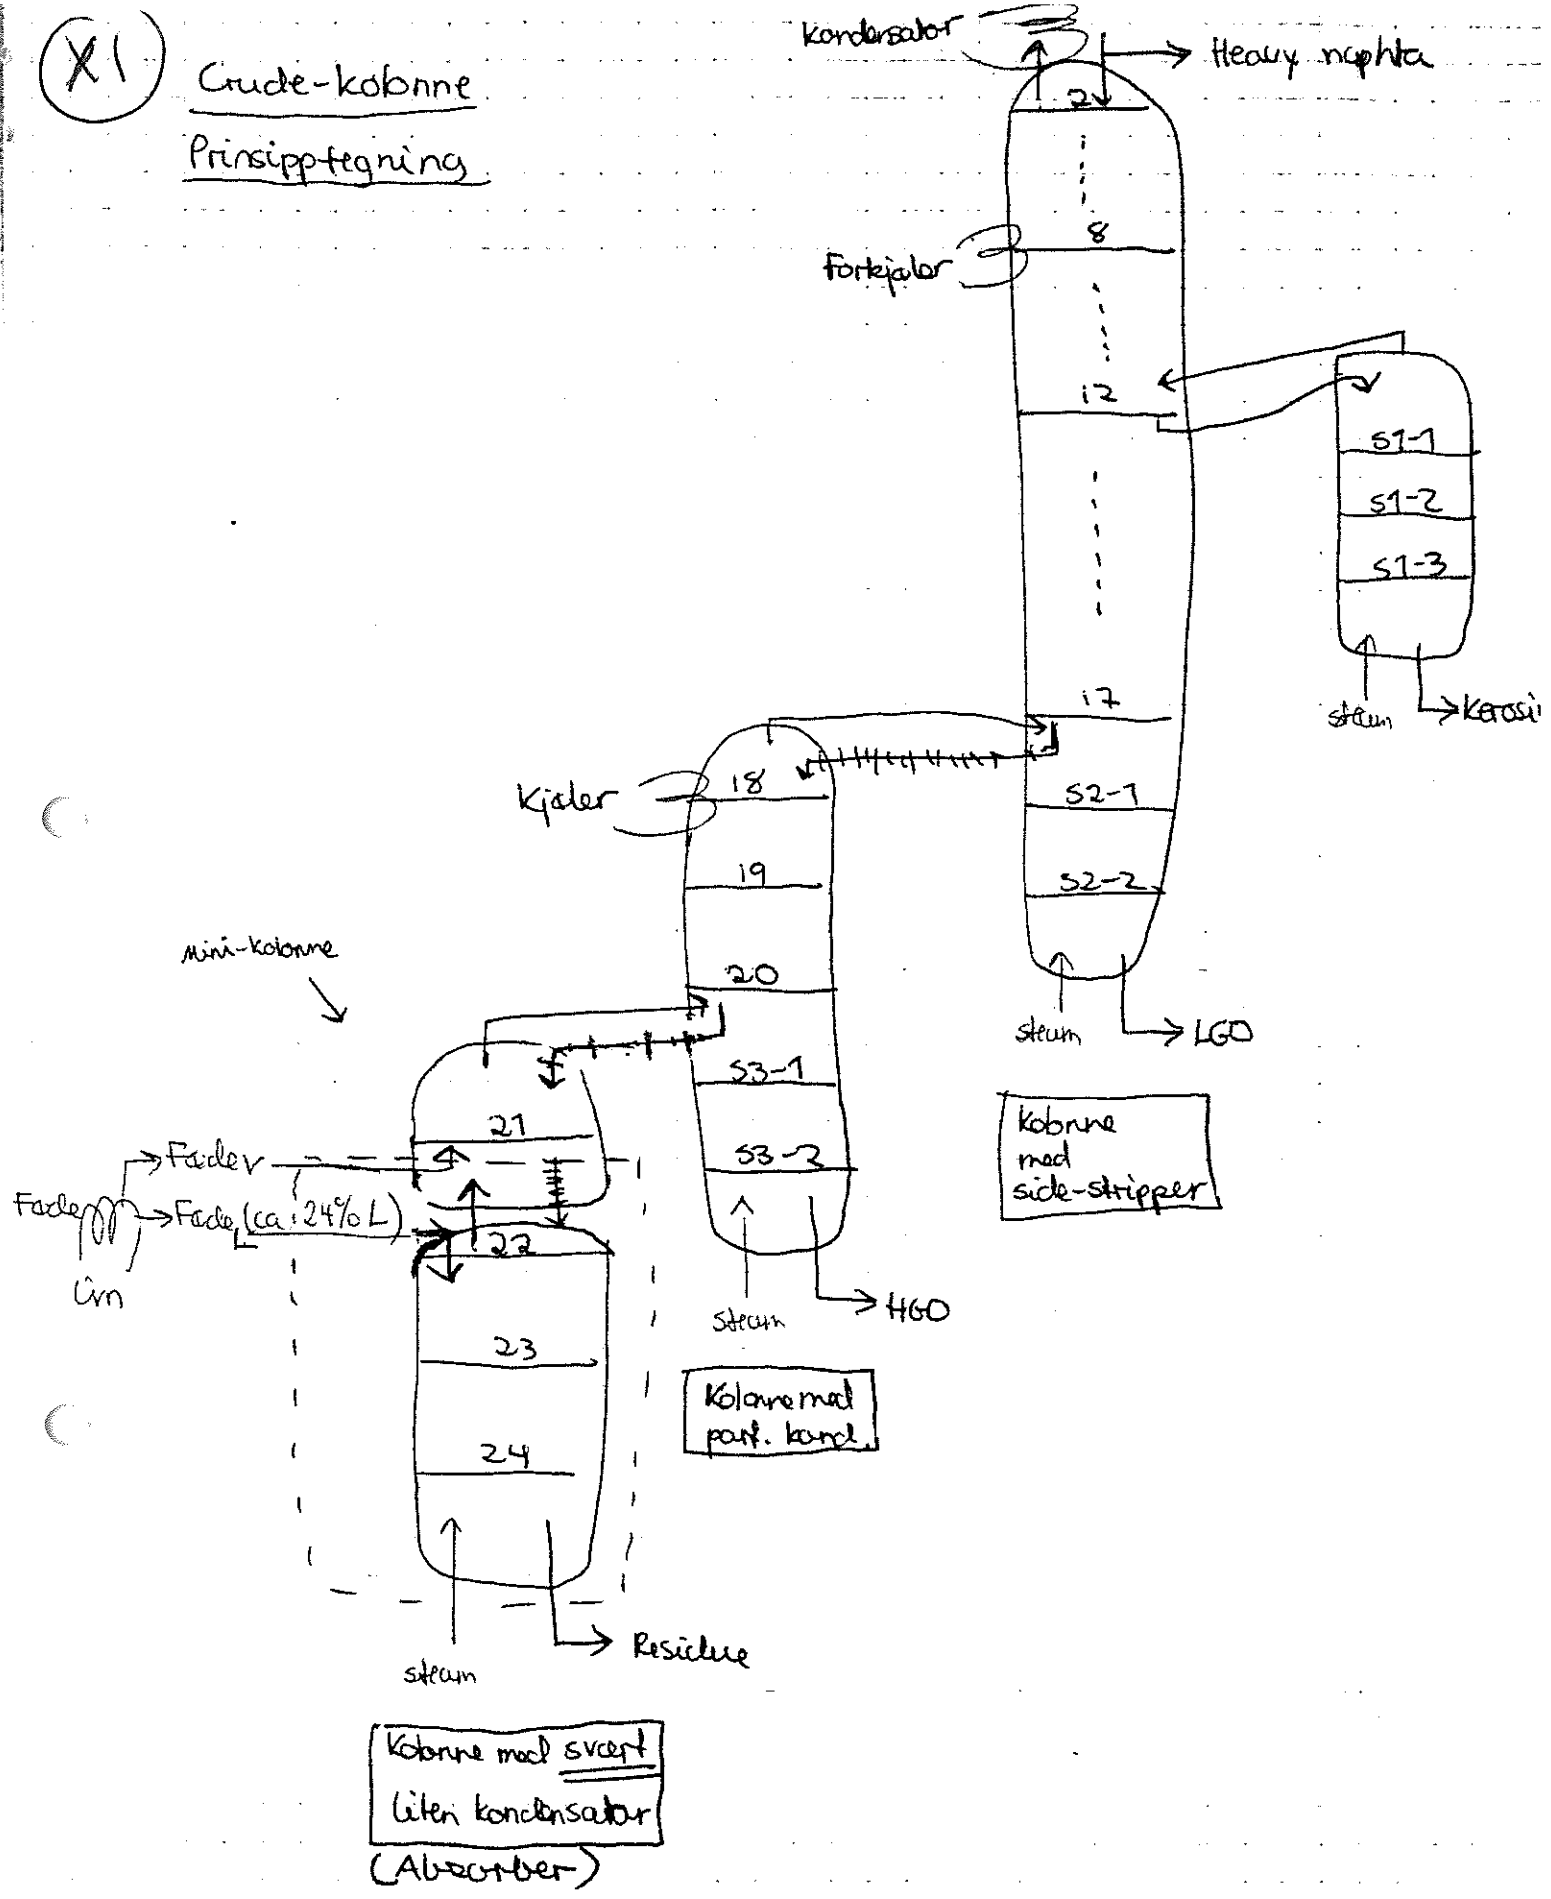 X1
Crude-kolonne
Prinsipptegning
Kondensator
Heavy naphta
2
8
Forkjøler
12
S1-1
S1-2
S1-3
steam
Kerosi
17
Kjøler
18
S2-1
19
S2-2
Mini-kolonne
20
steam
LGO
S3-1
21
Kolonne
med
side-stripper
S3-2
Føde V
Føde
Føde L (ca. 24% L)
22
steam
HGO
23
Kolonne med
part. kond.
24
Residue
steam
Kolonne med svært
liten kondensator
(Absorber)